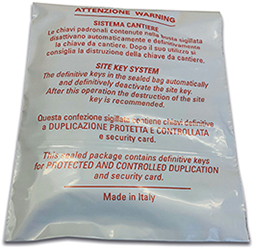 ATTENZIONE WARNING
SISTEMA CANTIERE
Le chiavi padronali contenute nella busta sigillata
disattivano automaticamente e definitivamente
la chiave da cantiere. Dopo il suo utilizzo si
consiglia la distruzione della chiave da cantiere.
SITE KEY SYSTEM
The definitive keys in the sealed bag automatically
and definitively deactivate the site key.
After this operation the destruction of the site
key is recommended.
Questa confezione sigillata contiene chiavi definitive
a DUPLICAZIONE PROTETTA E CONTROLLATA
e security card.
This sealed package contains definitive keys
for PROTECTED AND CONTROLLED DUPLICATION
and security card.
Made in Italy